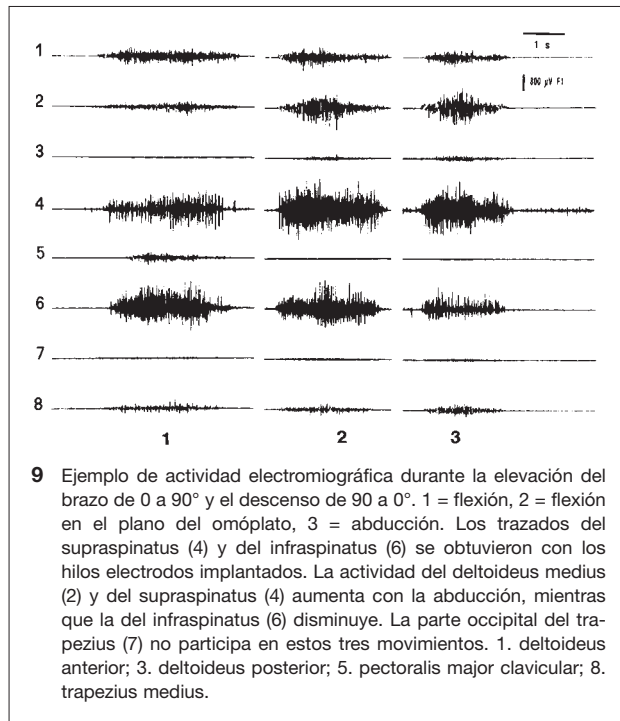 1 s
1
800 µV
2
3
4
5
6
7
8
1 2 3
9 Ejemplo de actividad electromiográfica durante la elevación del
brazo de 0 a 90° y el descenso de 90 a 0°. 1 = flexión, 2 = flexión
en el plano del omóplato, 3 = abducción. Los trazados del
supraspinatus (4) y del infraspinatus (6) se obtuvieron con los
hilos electrodos implantados. La actividad del deltoideus medius
(2) y del supraspinatus (4) aumenta con la abducción, mientras
que la del infraspinatus (6) disminuye. La parte occipital del tra-
pezius (7) no participa en estos tres movimientos. 1. deltoideus
anterior; 3. deltoideus posterior; 5. pectoralis major clavicular; 8.
trapezius medius.